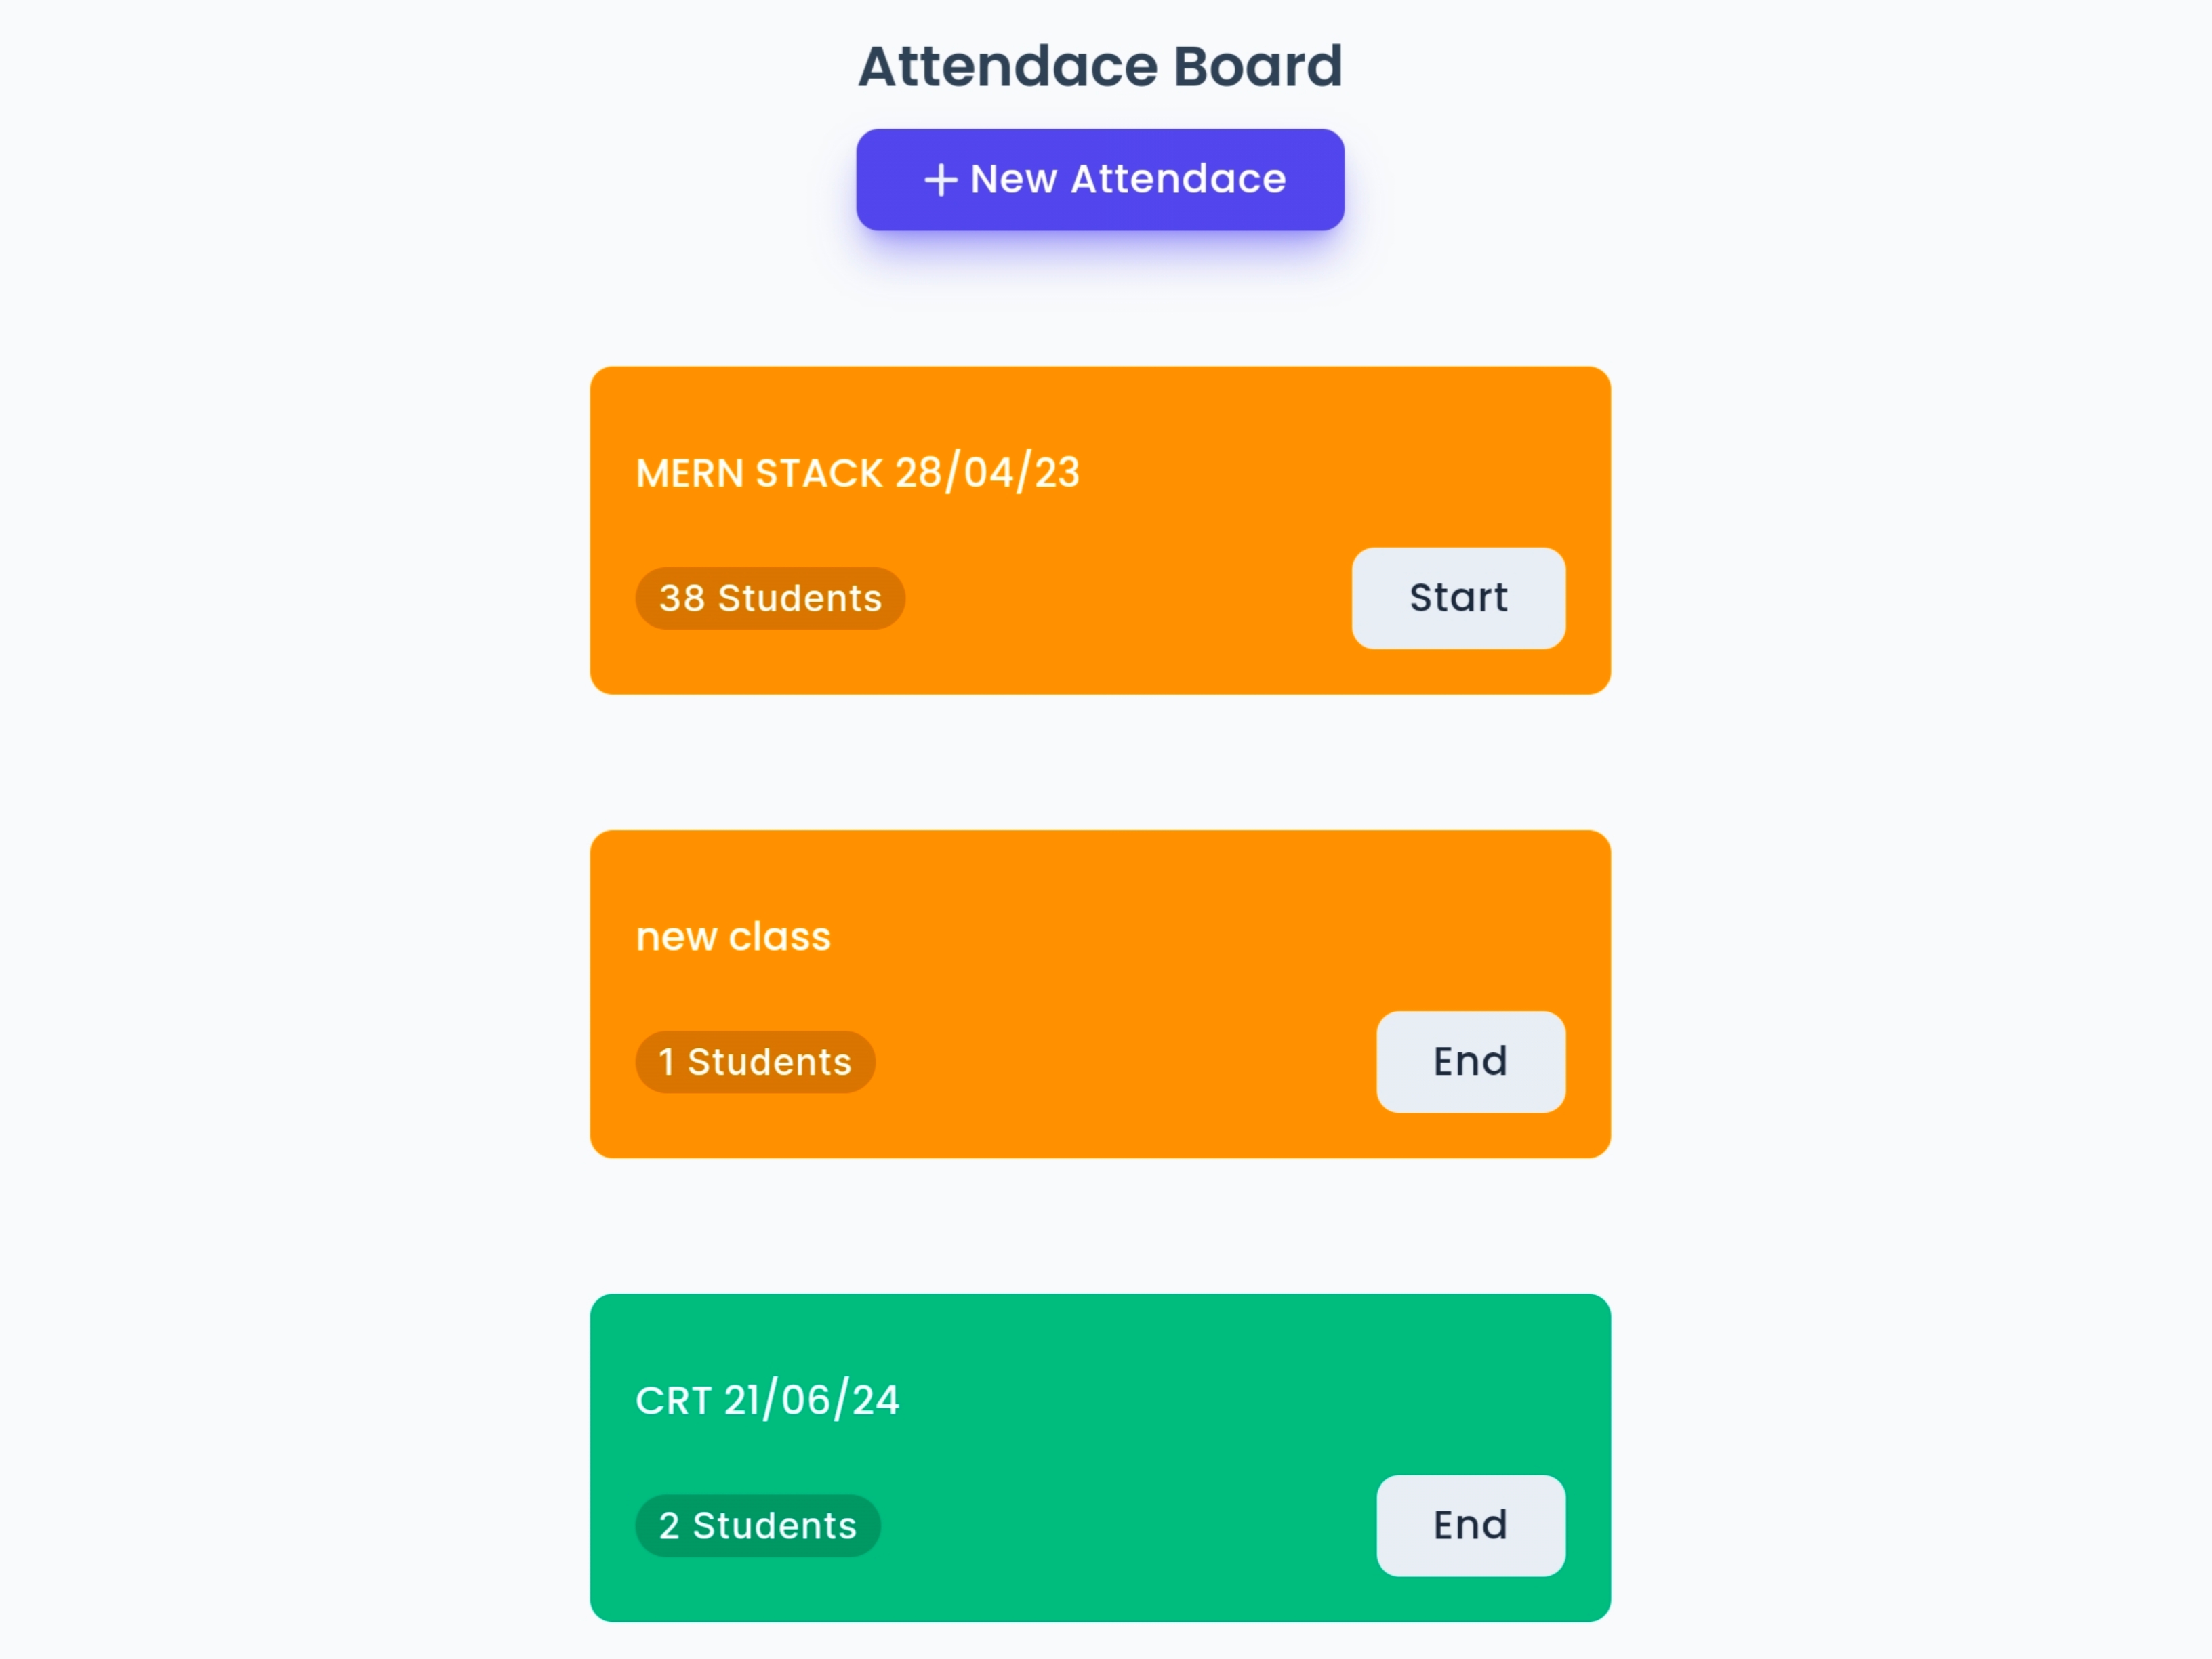 Attendace Board
+ New Attendace
MERN STACK 28/04/23
38 Students
Start
new class
1 Students
End
CRT 21/06/24
2 Students
End